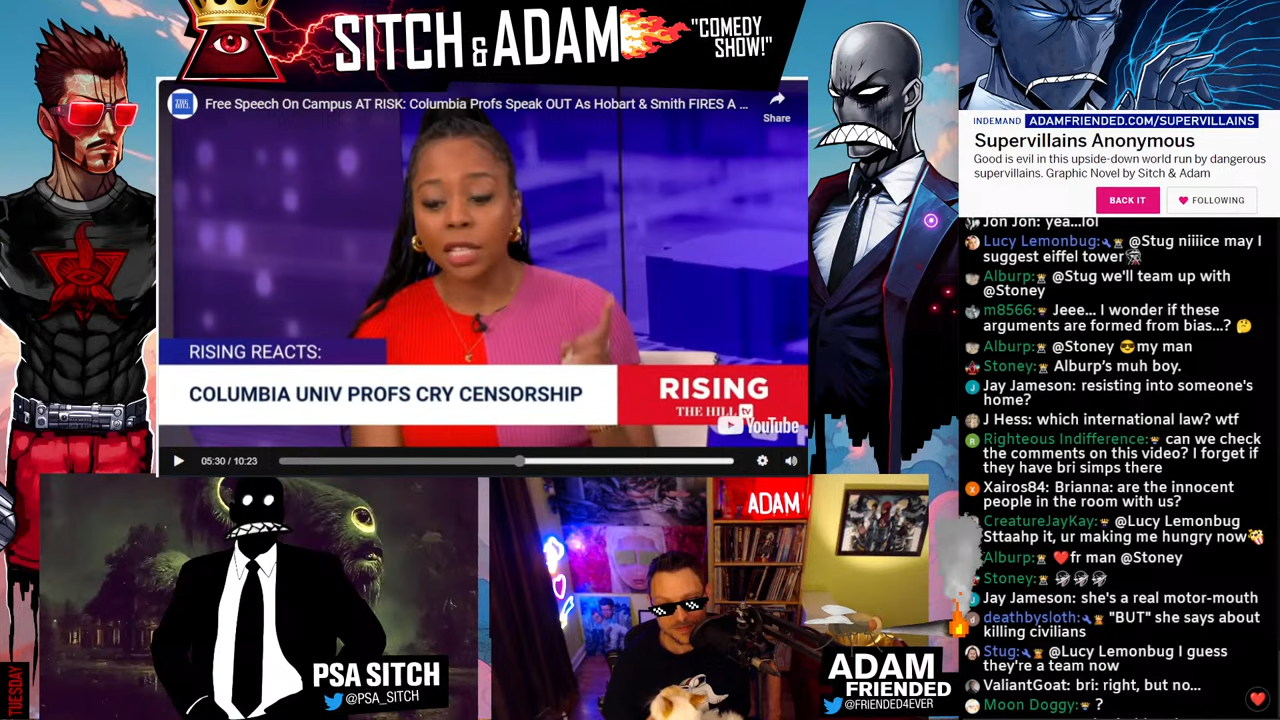 SITCH & ADAM
"COMEDY
SHOW!"
THE HILL
Free Speech On Campus AT RISK: Columbia Profs Speak OUT As Hobart & Smith FIRES A ...
Share
RISING REACTS:
COLUMBIA UNIV PROFS CRY CENSORSHIP
RISING
THE HILL tv
YouTube
05:30 / 10:23
ADAM
TUESDAY
PSA SITCH
@PSA_SITCH
ADAM
FRIENDED
@FRIENDED4EVER
INDEMAND ADAMFRIENDED.COM/SUPERVILLAINS
Supervillains Anonymous
Good is evil in this upside-down world run by dangerous
supervillains. Graphic Novel by Sitch & Adam
BACK IT
FOLLOWING
Jon Jon: yea...lol
Lucy Lemonbug: @Stug niiiice may I
suggest eiffel tower
Alburp: @Stug we'll team up with
@Stoney
m8566: Jeee... I wonder if these
arguments are formed from bias...? 🤔
Alburp: @Stoney 😎my man
Stoney: Alburp's muh boy.
Jay Jameson: resisting into someone's
home?
J Hess: which international law? wtf
Righteous Indifference: can we check
the comments on this video? I forget if
they have bri simps there
Xairos84: Brianna: are the innocent
people in the room with us?
CreatureJayKay: @Lucy Lemonbug
Sttaahp it, ur making me hungry now
Alburp: ❤️fr man @Stoney
Stoney:
Jay Jameson: she's a real motor-mouth
deathbysloth: "BUT" she says about
killing civilians
Stug: @Lucy Lemonbug I guess
they're a team now
ValiantGoat: bri: right, but no...
Moon Doggy: ?